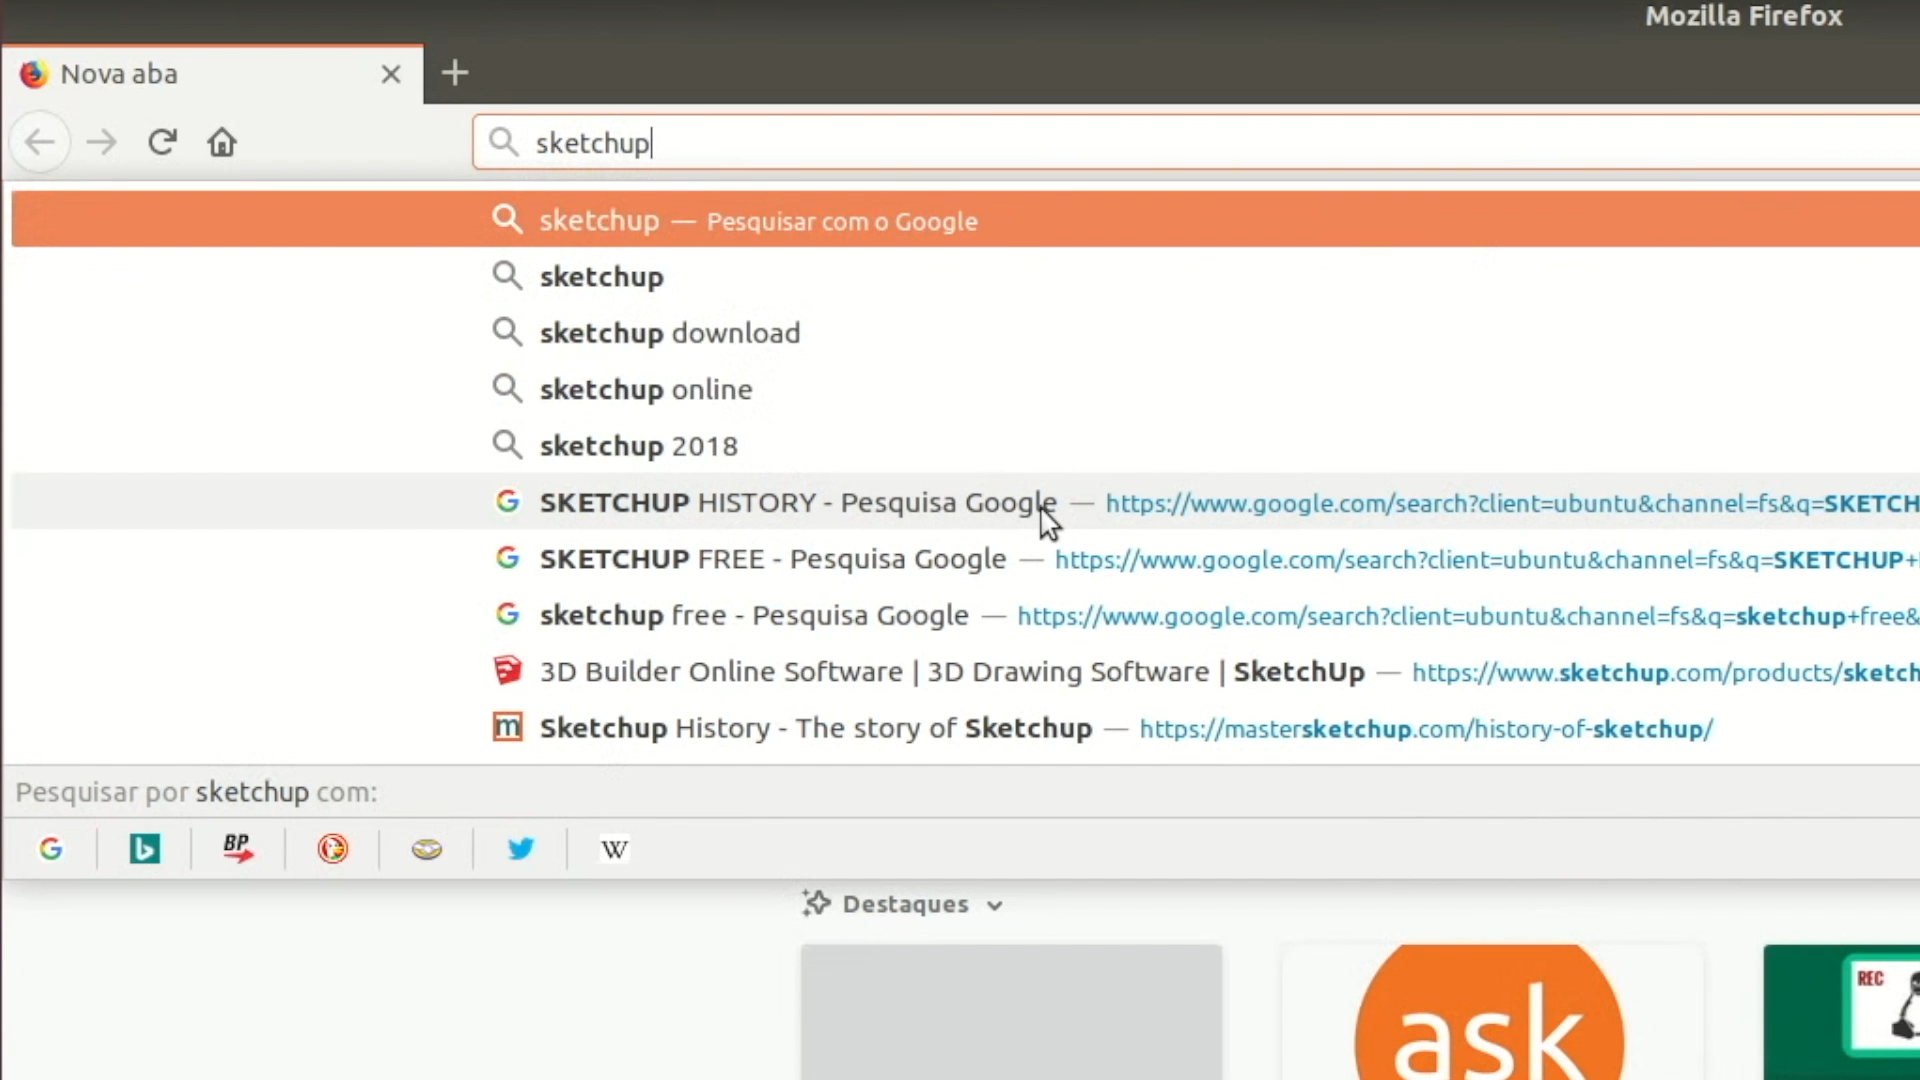 Mozilla Firefox
Nova aba
sketchup
sketchup — Pesquisar com o Google
sketchup
sketchup download
sketchup online
sketchup 2018
SKETCHUP HISTORY - Pesquisa Google — https://www.google.com/search?client=ubuntu&channel=fs&q=SKETCH
SKETCHUP FREE - Pesquisa Google — https://www.google.com/search?client=ubuntu&channel=fs&q=SKETCHUP+
sketchup free - Pesquisa Google — https://www.google.com/search?client=ubuntu&channel=fs&q=sketchup+free&
3D Builder Online Software | 3D Drawing Software | SketchUp — https://www.sketchup.com/products/sketch
m Sketchup History - The story of Sketchup — https://mastersketchup.com/history-of-sketchup/
Pesquisar por sketchup com:
BP W
Destaques
REC
ask